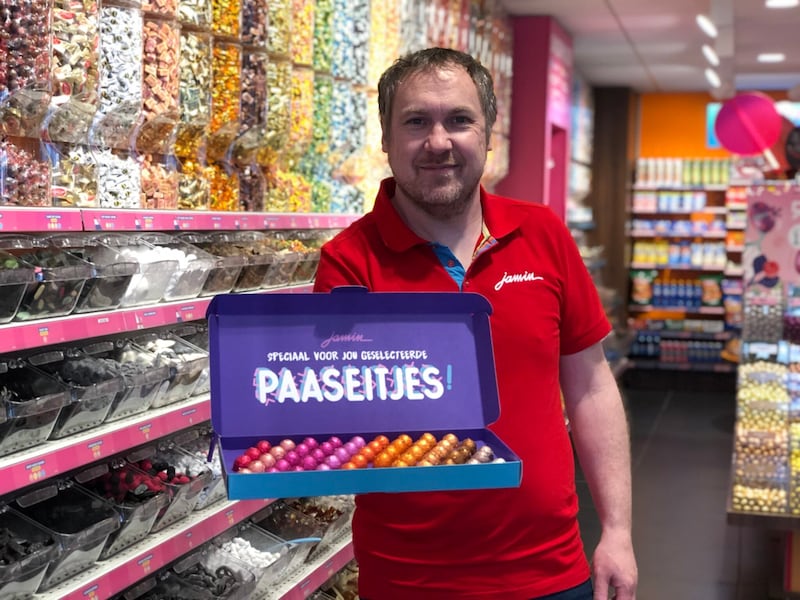 jamin
jamin
SPECIAAL VOOR JOU GESELECTEERDE
PAASEITJES!